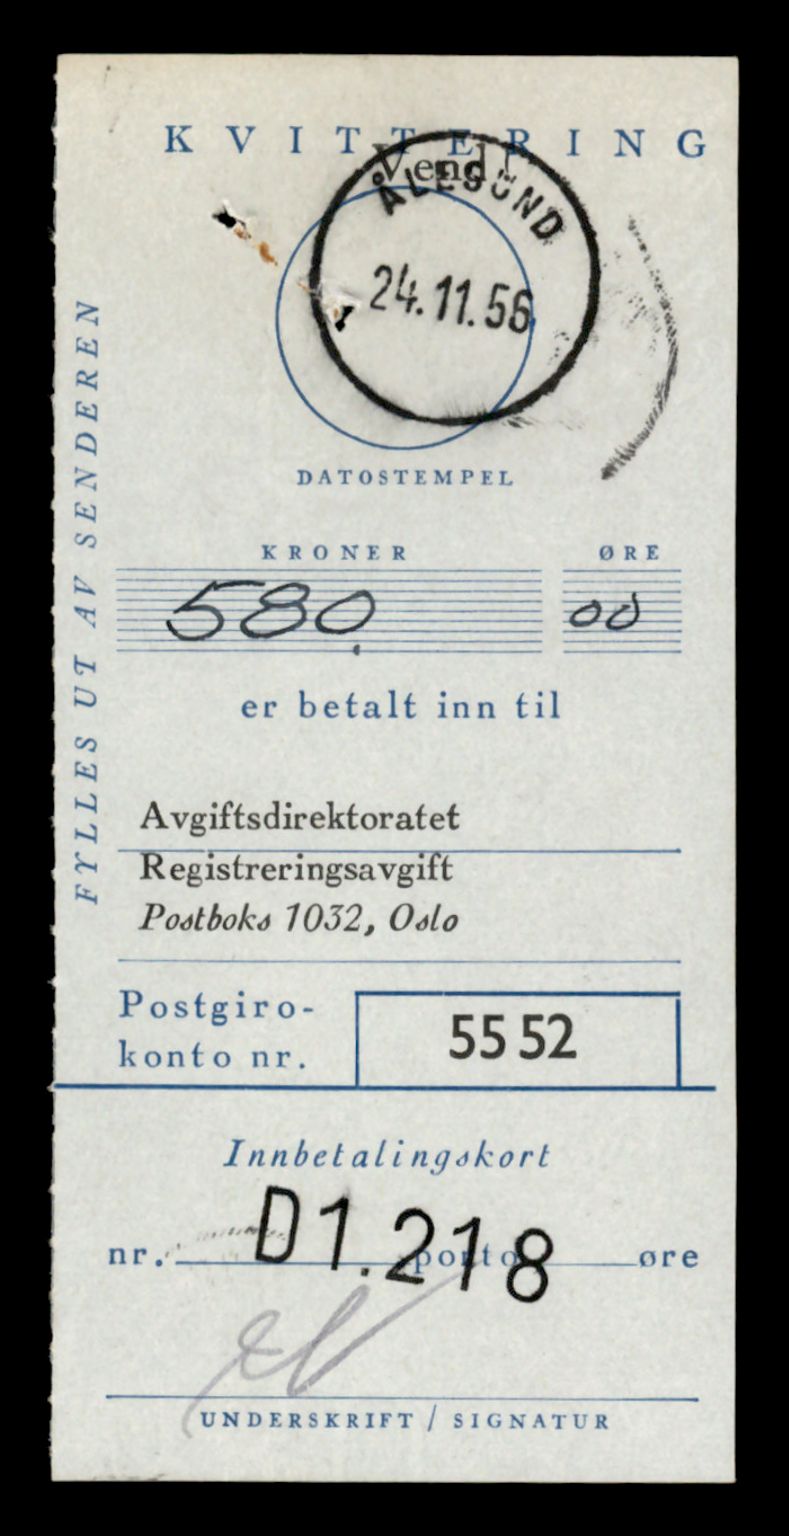 KVITTERING
Vend!
ÅLESUND
24.11.56
DATOSTEMPEL
FYLLES UT AV SENDEREN
KRONER ØRE
580. 00
er betalt inn til
Avgiftsdirektoratet
Registreringsavgift
Postboks 1032, Oslo
Postgiro-
konto nr. 55 52
Innbetalingskort
nr. D1.218 porto øre
UNDERSKRIFT / SIGNATUR